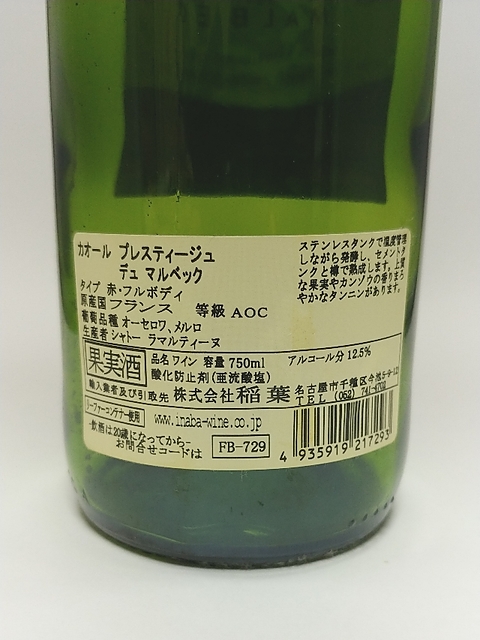 カオール プレスティージュ
デュ マルベック
タイプ 赤・フルボディ
原産国 フランス 等級 AOC
葡萄品種 オーセロワ、メルロ
生産者 シャトー ラマルティーヌ
ステンレスタンクで温度管理
しながら発酵し、セメントタ
ンクと樽で熟成します。上質
な果実やカンゾウの香りまろ
やかなタンニンがあります。
果実酒
品名 ワイン 容量 750ml アルコール分 12.5%
酸化防止剤(亜流酸塩)
輸入業者及び引取先 株式会社 稲葉
名古屋市千種区今池5-9-12
TEL (052) 741-4702
リーファーコンテナー使用
www.inaba-wine.co.jp
-飲酒は20歳になってから-
お問合せコードは FB-729
4 935919 217293